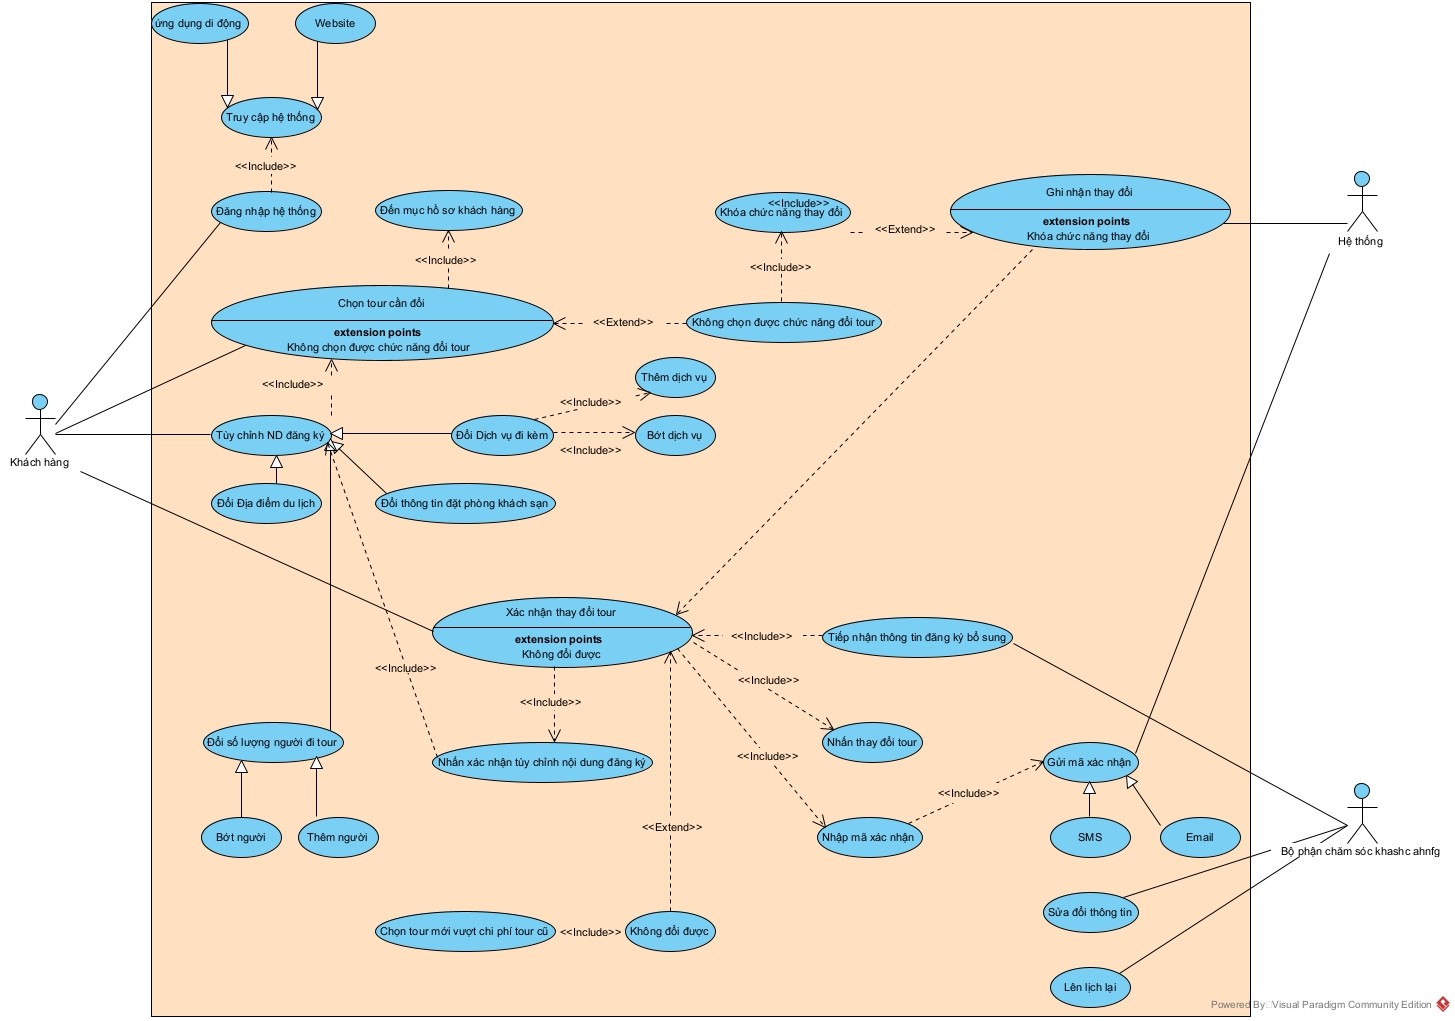 ứng dụng di động
Website
Truy cập hệ thống
<<Include>>
Đăng nhập hệ thống
Đến mục hồ sơ khách hàng
<<Include>>
Khóa chức năng thay đổi
<<Include>>
<<Extend>>
Ghi nhận thay đổi
extension points
Khóa chức năng thay đổi
Hệ thống
<<Include>>
Chọn tour cần đổi
extension points
Không chọn được chức năng đổi tour
<<Extend>>
Không chọn được chức năng đổi tour
<<Include>>
Thêm dịch vụ
<<Include>>
Khách hàng
Tùy chỉnh ND đăng ký
Đổi Dịch vụ đi kèm
Bớt dịch vụ
<<Include>>
Đổi Địa điểm du lịch
Đổi thông tin đặt phòng khách sạn
Xác nhận thay đổi tour
extension points
Không đổi được
<<Include>>
Tiếp nhận thông tin đăng ký bổ sung
<<Include>>
<<Include>>
<<Include>>
Đổi số lượng người đi tour
Nhấn xác nhận tùy chỉnh nội dung đăng ký
Nhấn thay đổi tour
<<Include>>
Gửi mã xác nhận
<<Include>>
<<Extend>>
Bớt người
Thêm người
Nhập mã xác nhận
SMS
Email
Bộ phận chăm sóc khashc ahnfg
Chọn tour mới vượt chi phí tour cũ
<<Include>>
Không đổi được
Sửa đổi thông tin
Lên lịch lại
Powered By Visual Paradigm Community Edition